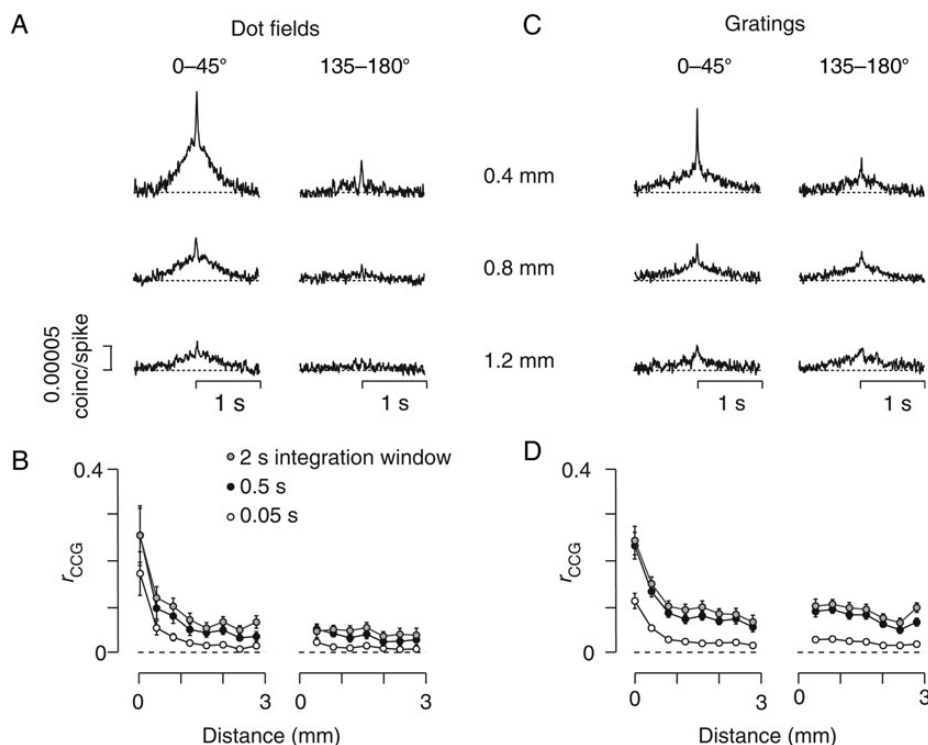 A
Dot fields
0–45°
135–180°
C
Gratings
0–45°
135–180°
0.4 mm
0.8 mm
1.2 mm
0.00005
coinc/spike
1 s
1 s
1 s
1 s
B
2 s integration window
0.5 s
0.05 s
0.4
0
rCCG
0
3
0
3
Distance (mm)
D
0.4
0
rCCG
0
3
0
3
Distance (mm)